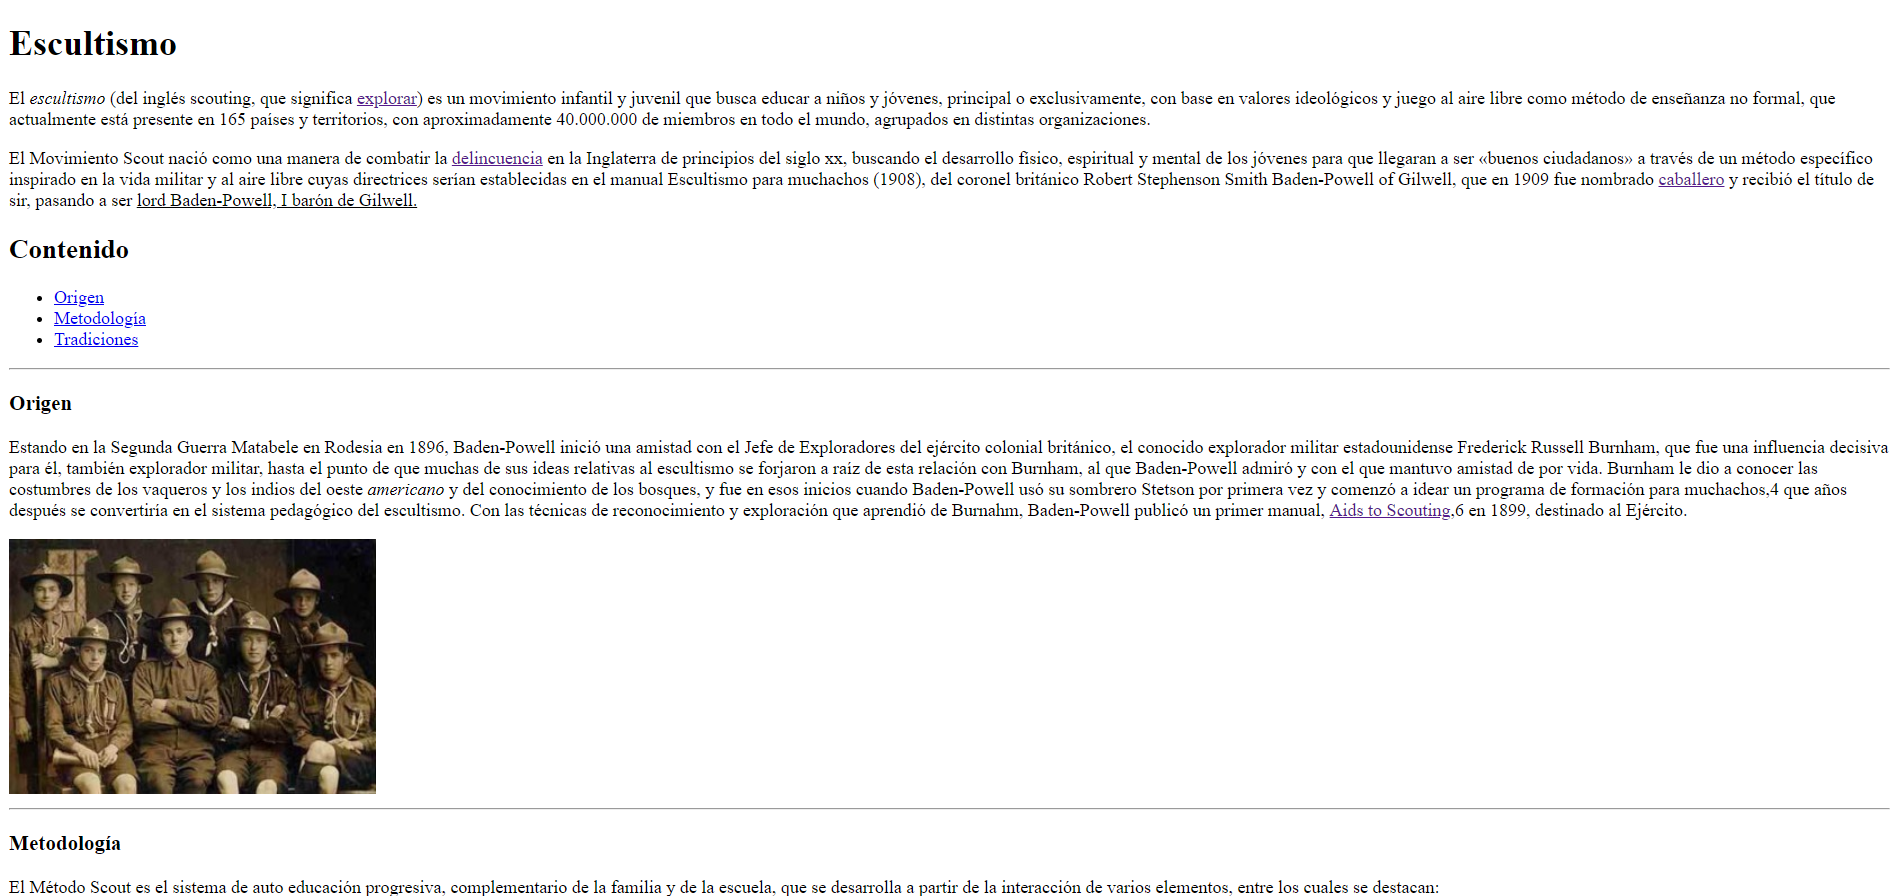 Escultismo
El escultismo (del inglés scouting, que significa explorar) es un movimiento infantil y juvenil que busca educar a niños y jóvenes, principal o exclusivamente, con base en valores ideológicos y juego al aire libre como método de enseñanza no formal, que
actualmente está presente en 165 países y territorios, con aproximadamente 40.000.000 de miembros en todo el mundo, agrupados en distintas organizaciones.
El Movimiento Scout nació como una manera de combatir la delincuencia en la Inglaterra de principios del siglo xx, buscando el desarrollo físico, espiritual y mental de los jóvenes para que llegaran a ser «buenos ciudadanos» a través de un método específico
inspirado en la vida militar y al aire libre cuyas directrices serían establecidas en el manual Escultismo para muchachos (1908), del coronel británico Robert Stephenson Smith Baden-Powell of Gilwell, que en 1909 fue nombrado caballero y recibió el título de
sir, pasando a ser lord Baden-Powell, I barón de Gilwell.
Contenido
• Origen
• Metodología
• Tradiciones
Origen
Estando en la Segunda Guerra Matabele en Rodesia en 1896, Baden-Powell inició una amistad con el Jefe de Exploradores del ejército colonial británico, el conocido explorador militar estadounidense Frederick Russell Burnham, que fue una influencia decisiva
para él, también explorador militar, hasta el punto de que muchas de sus ideas relativas al escultismo se forjaron a raíz de esta relación con Burnham, al que Baden-Powell admiró y con el que mantuvo amistad de por vida. Burnham le dio a conocer las
costumbres de los vaqueros y los indios del oeste americano y del conocimiento de los bosques, y fue en esos inicios cuando Baden-Powell usó su sombrero Stetson por primera vez y comenzó a idear un programa de formación para muchachos,4 que años
después se convertiría en el sistema pedagógico del escultismo. Con las técnicas de reconocimiento y exploración que aprendió de Burnahm, Baden-Powell publicó un primer manual, Aids to Scouting,6 en 1899, destinado al Ejército.
Metodología
El Método Scout es el sistema de auto educación progresiva, complementario de la familia y de la escuela, que se desarrolla a partir de la interacción de varios elementos, entre los cuales se destacan: